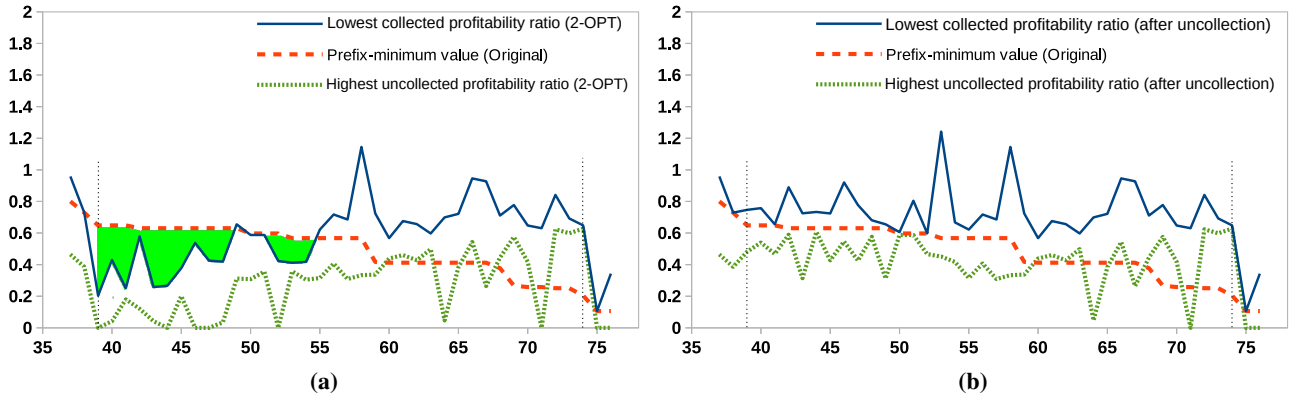 2
1.8
1.6
1.4
1.2
1
0.8
0.6
0.4
0.2
0
35 40 45 50 55 60 65 70 75
Lowest collected profitability ratio (2-OPT)
Prefix-minimum value (Original)
Highest uncollected profitability ratio (2-OPT)
(a)
2
1.8
1.6
1.4
1.2
1
0.8
0.6
0.4
0.2
0
35 40 45 50 55 60 65 70 75
Lowest collected profitability ratio (after uncollection)
Prefix-minimum value (Original)
Highest uncollected profitability ratio (after uncollection)
(b)